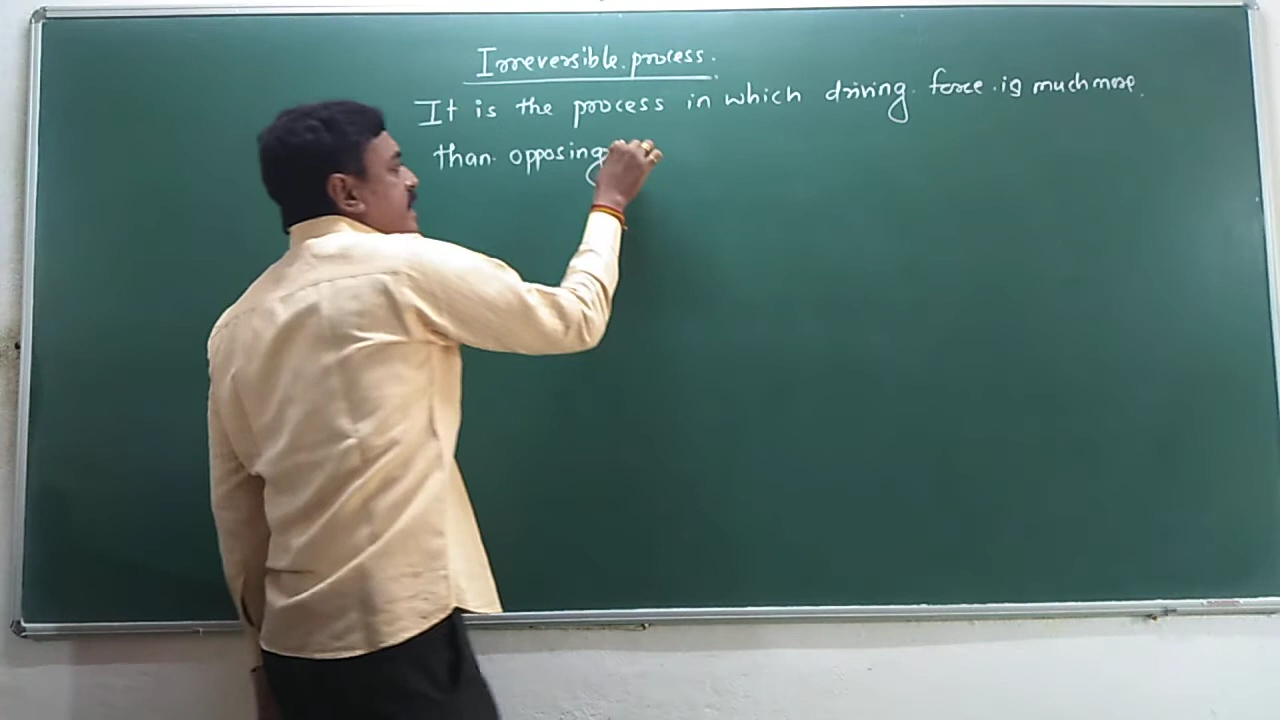 Irreversible process.
It is the process in which driving force is much more
than opposing